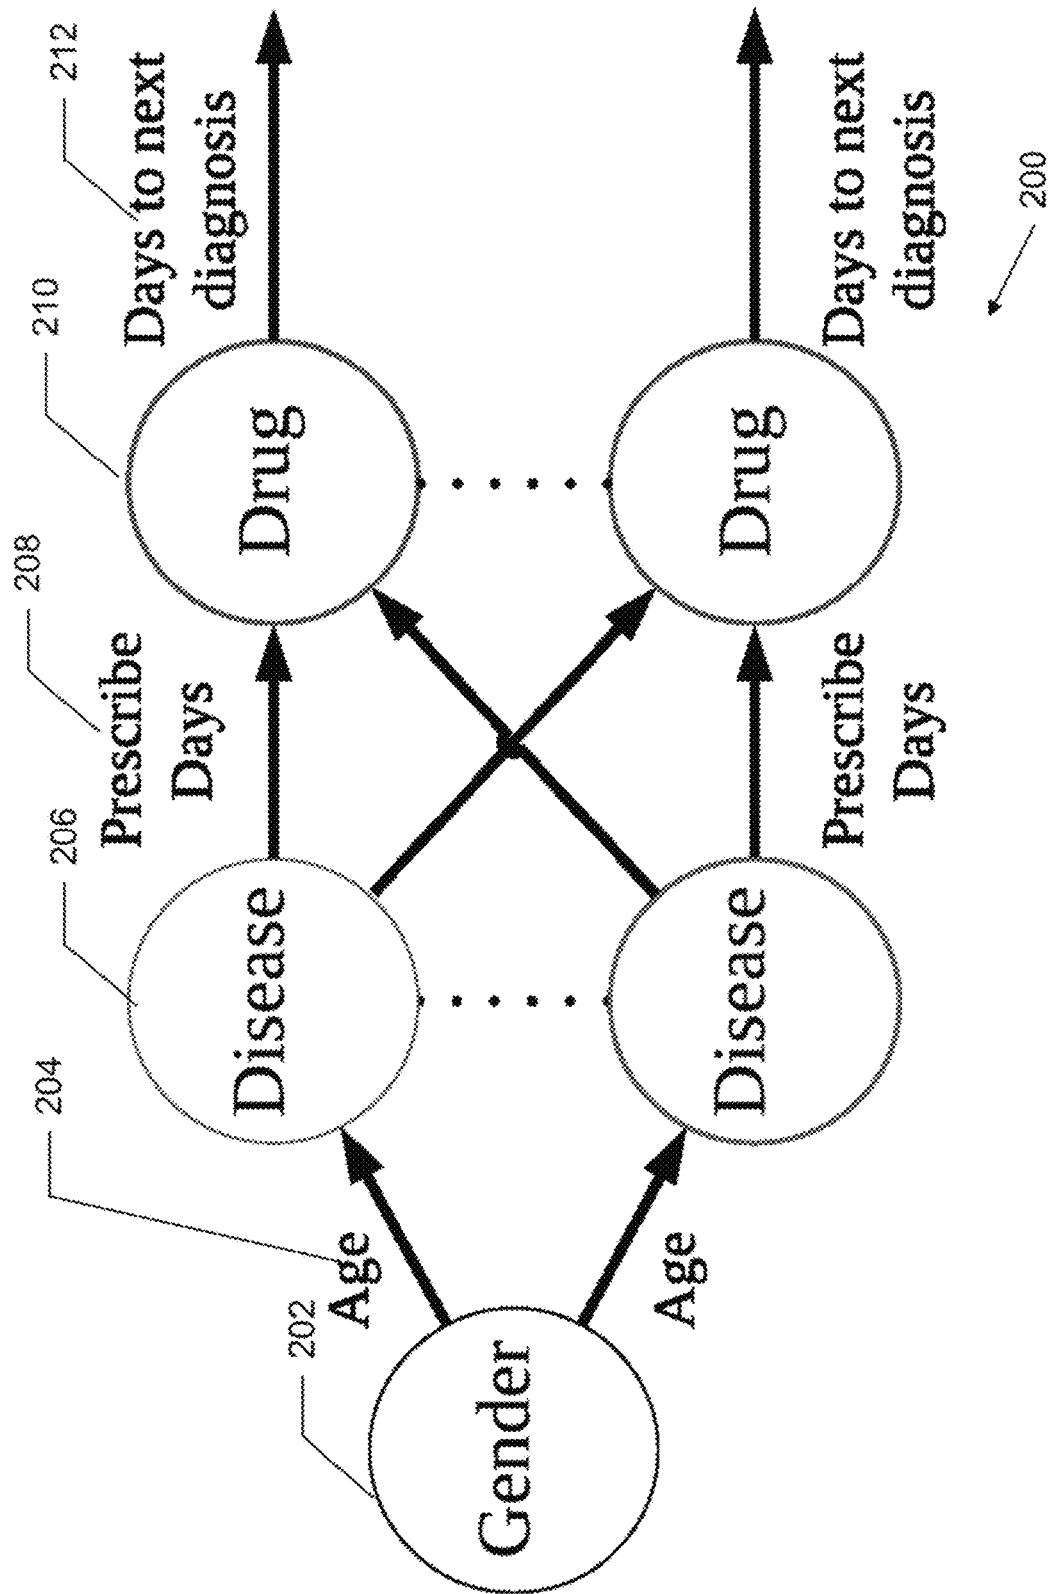 202
Gender
204
Age
Age
206
Disease
Disease
208
Prescribe
Days
Prescribe
Days
210
Drug
Drug
212
Days to next
diagnosis
Days to next
diagnosis
200